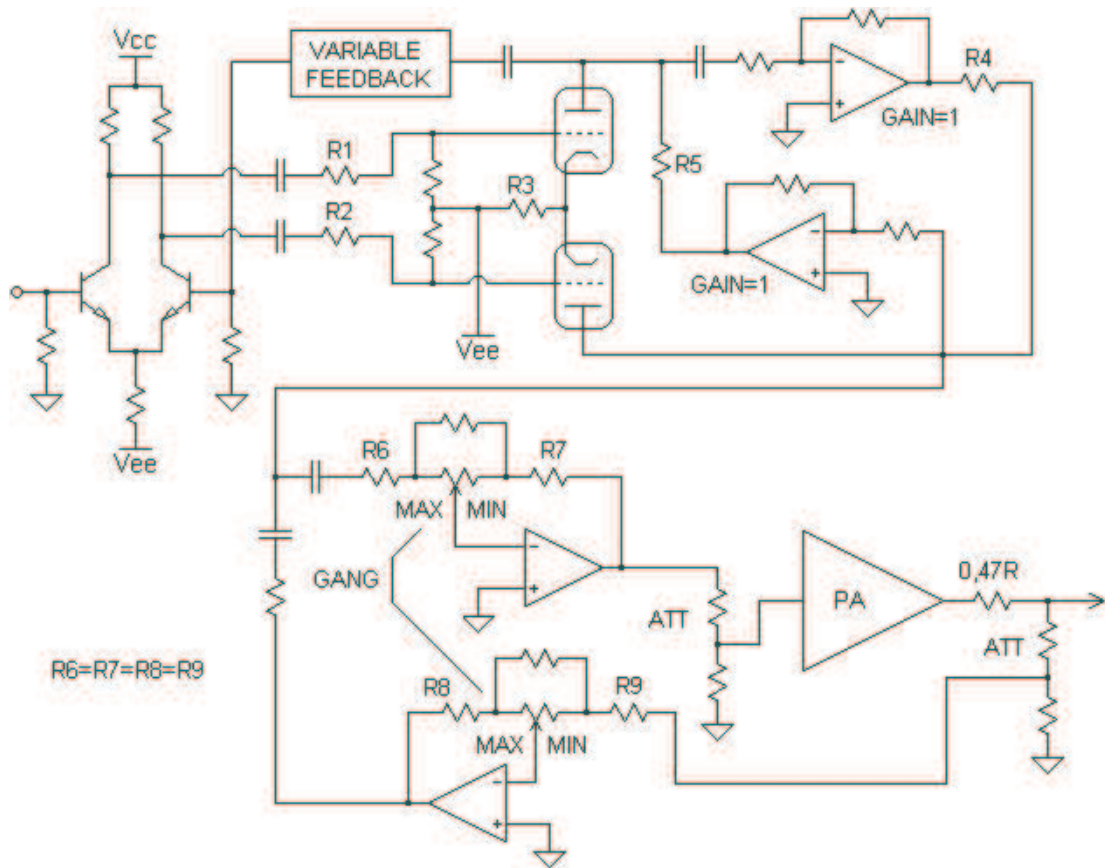 Vcc
VARIABLE
FEEDBACK
R4
GAIN=1
R1
R5
R2
R3
GAIN=1
Vee
Vee
R6
R7
MAX
MIN
GANG
0,47R
PA
ATT
ATT
R6=R7=R8=R9
R8
R9
MAX
MIN